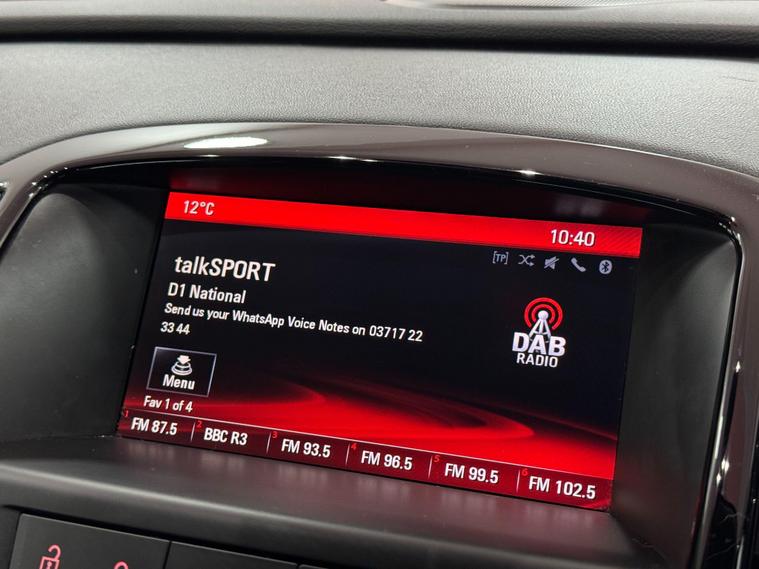 12°C
10:40
[TP]
talkSPORT
D1 National
Send us your WhatsApp Voice Notes on 03717 22
33 44
DAB
RADIO
Menu
Fav 1 of 4
1 FM 87.5 2 BBC R3 3 FM 93.5 4 FM 96.5 5 FM 99.5 6 FM 102.5